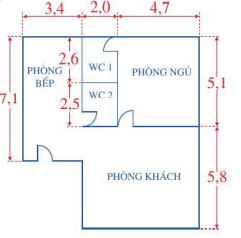 3,4 2,0 4,7
2,6
WC 1
PHÒNG
BẾP
PHÒNG NGỦ
5,1
7,1
2,5
WC 2
PHÒNG KHÁCH
5,8